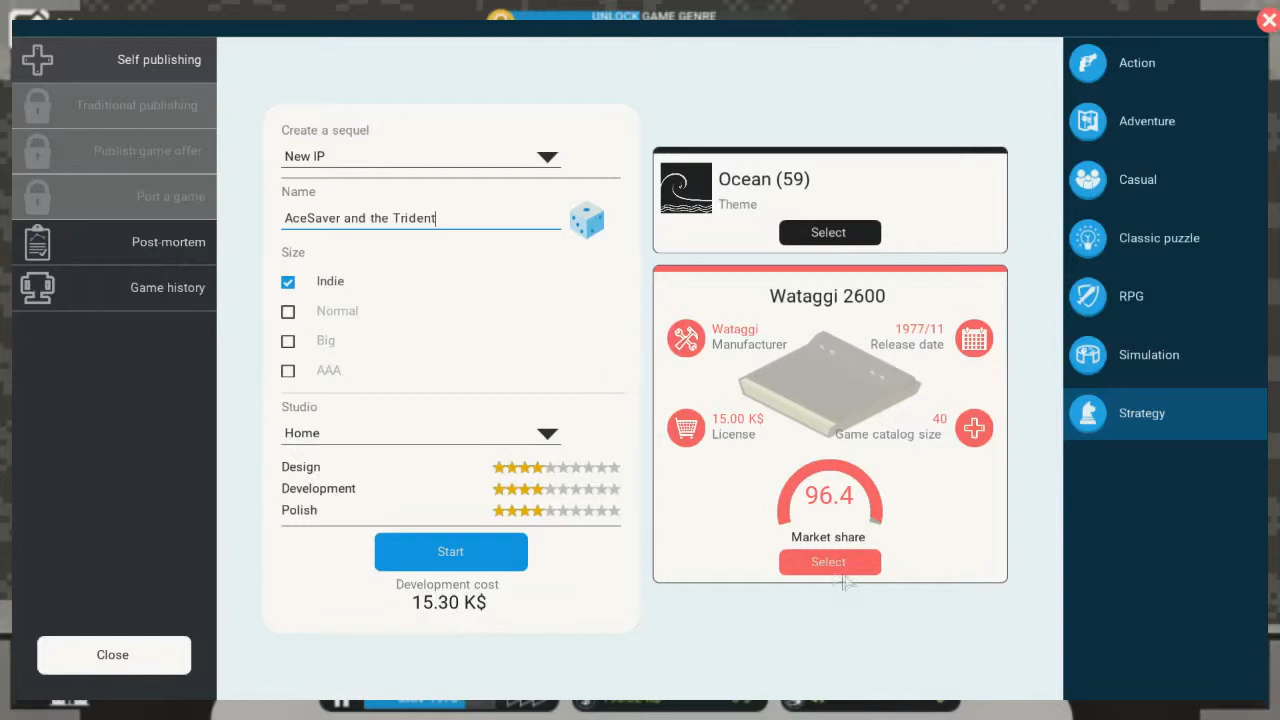 UNLOCK GAME GENRE
Self publishing
Traditional publishing
Publish game offer
Port a game
Post-mortem
Game history
Close
Create a sequel
New IP
Name
AceSaver and the Trident
Size
Indie
Normal
Big
AAA
Studio
Home
Design
Development
Polish
Start
Development cost
15.30 K$
Ocean (59)
Theme
Select
Wataggi 2600
Wataggi
Manufacturer
1977/11
Release date
15.00 K$
License
40
Game catalog size
96.4
Market share
Select
Action
Adventure
Casual
Classic puzzle
RPG
Simulation
Strategy